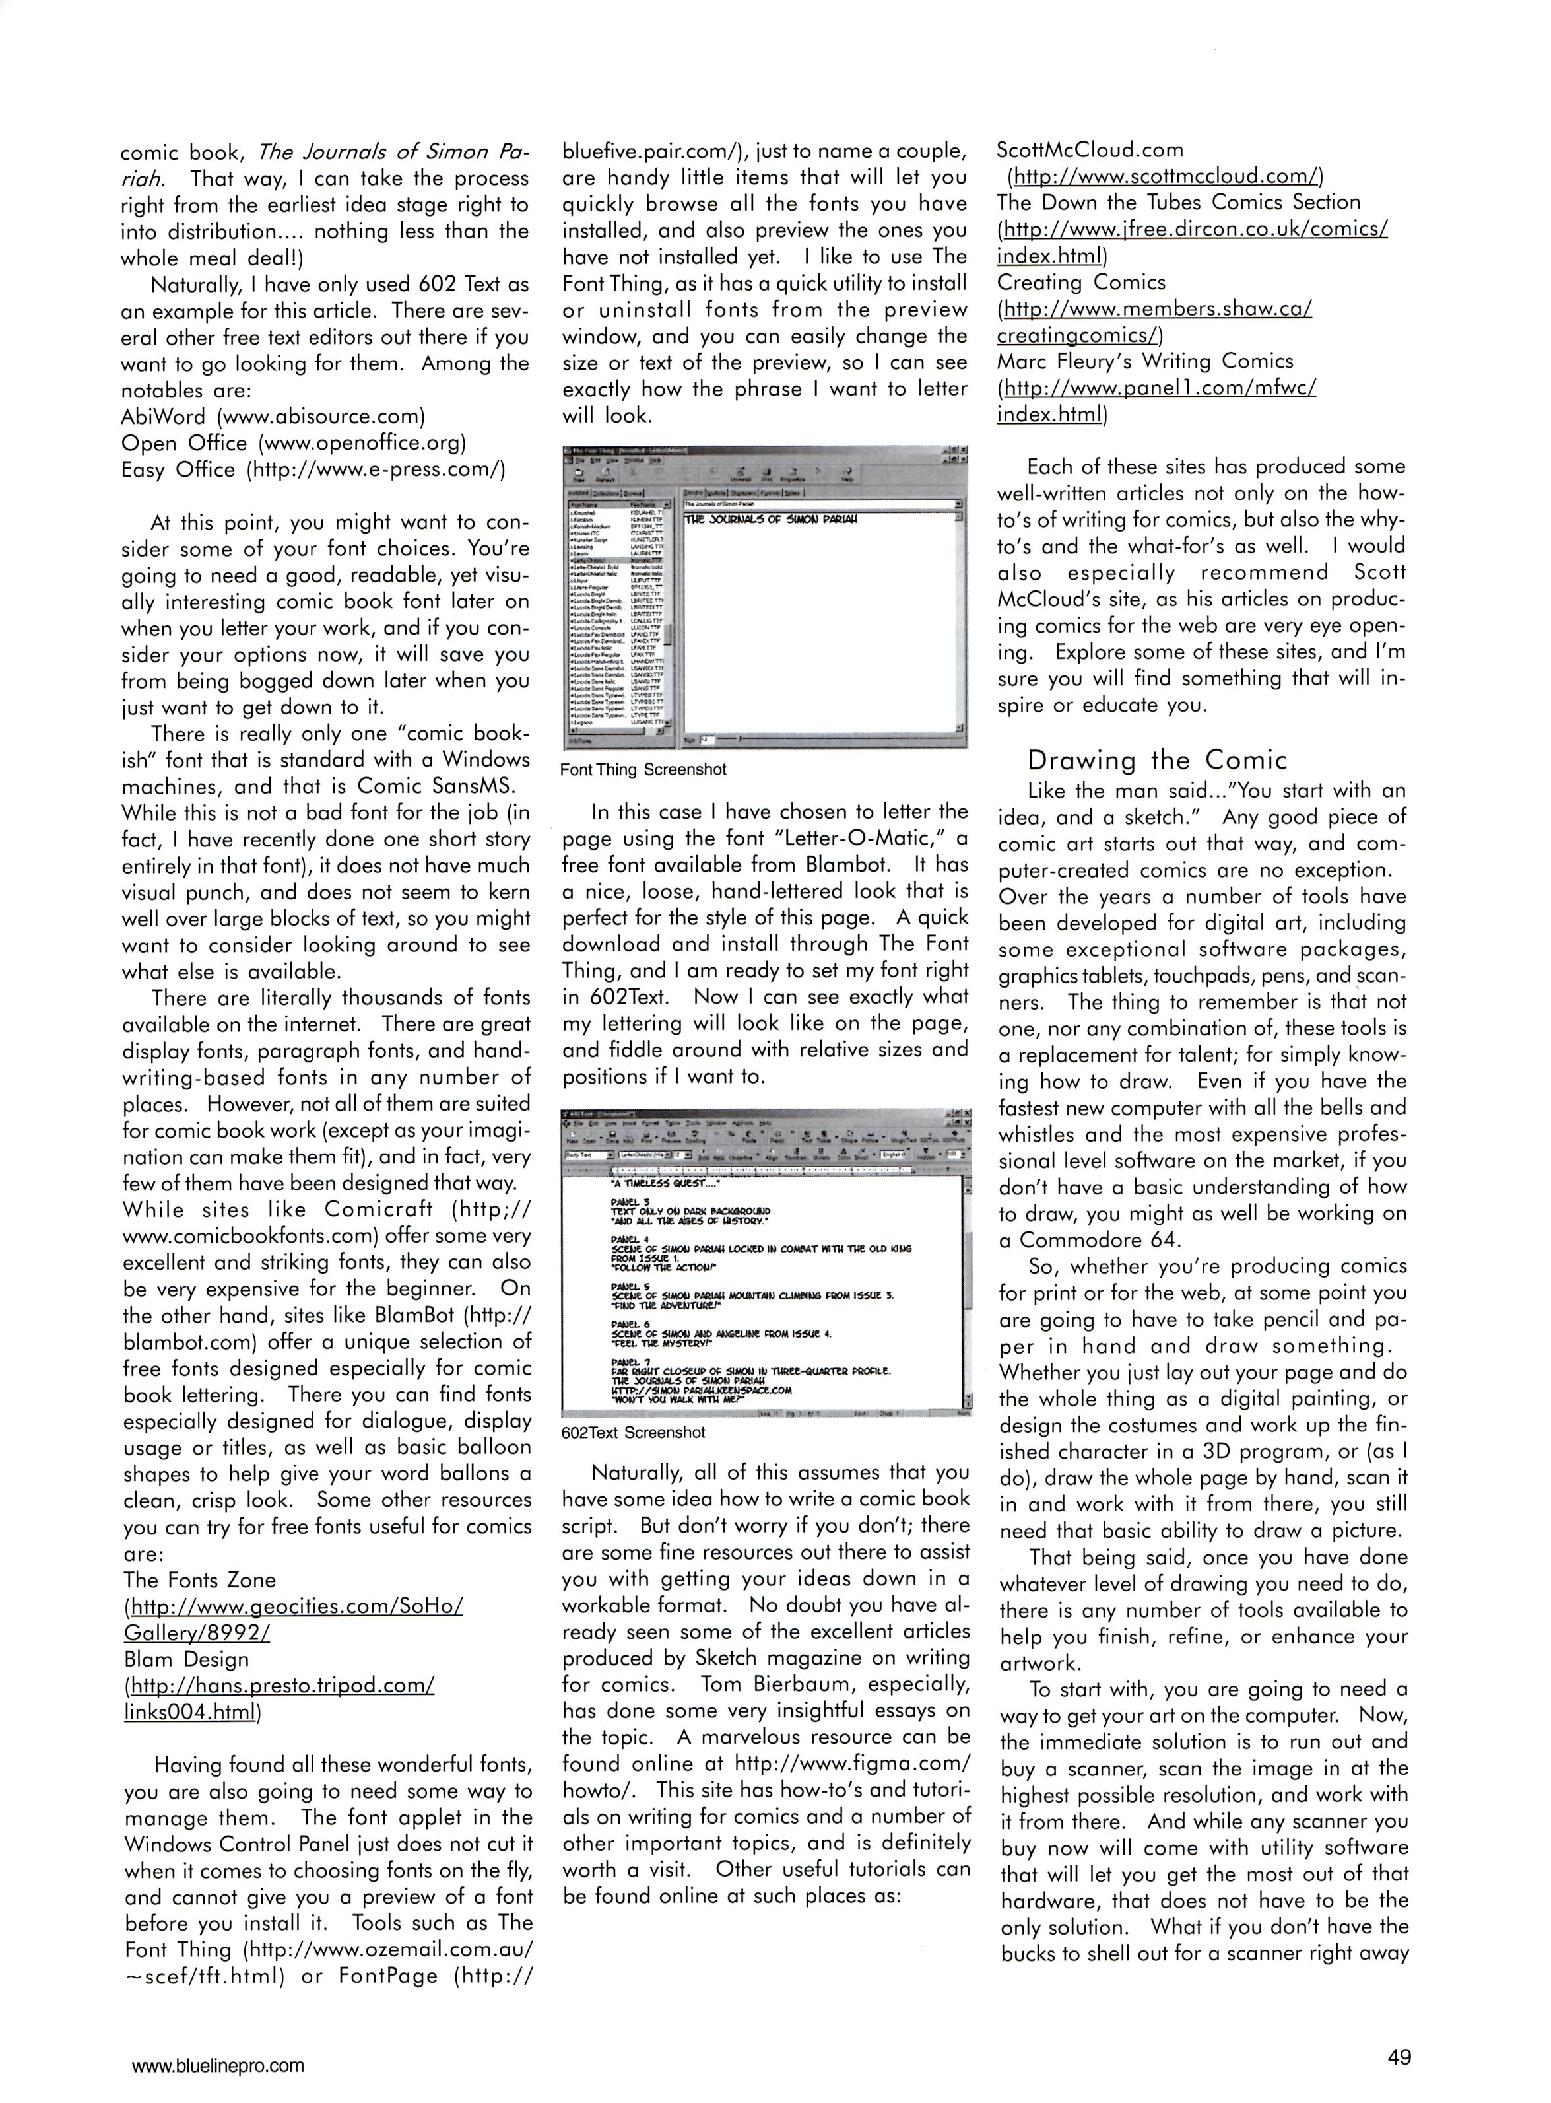 comic book, The Journals of Simon Pa-
riah. That way, I can take the process
right from the earliest idea stage right to
into distribution.... nothing less than the
whole meal deal!)
Naturally, I have only used 602 Text as
an example for this article. There are sev-
eral other free text editors out there if you
want to go looking for them. Among the
notables are:
AbiWord (www.abisource.com)
Open Office (www.openoffice.org)
Easy Office (http://www.e-press.com/)
At this point, you might want to con-
sider some of your font choices. You're
going to need a good, readable, yet visu-
ally interesting comic book font later on
when you letter your work, and if you con-
sider your options now, it will save you
from being bogged down later when you
just want to get down to it.
There is really only one "comic book-
ish" font that is standard with a Windows
machines, and that is Comic SansMS.
While this is not a bad font for the job (in
fact, I have recently done one short story
entirely in that font), it does not have much
visual punch, and does not seem to kern
well over large blocks of text, so you might
want to consider looking around to see
what else is available.
There are literally thousands of fonts
available on the internet. There are great
display fonts, paragraph fonts, and hand-
writing-based fonts in any number of
places. However, not all of them are suited
for comic book work (except as your imagi-
nation can make them fit), and in fact, very
few of them have been designed that way.
While sites like Comicraft (http;//
www.comicbookfonts.com) offer some very
excellent and striking fonts, they can also
be very expensive for the beginner. On
the other hand, sites like BlamBot (http://
blambot.com) offer a unique selection of
free fonts designed especially for comic
book lettering. There you can find fonts
especially designed for dialogue, display
usage or titles, as well as basic balloon
shapes to help give your word ballons a
clean, crisp look. Some other resources
you can try for free fonts useful for comics
are:
The Fonts Zone
(http://www.geocities.com/SoHo/
Gallery/8992/
Blam Design
(http://hans.presto.tripod.com/
links004.html)
Having found all these wonderful fonts,
you are also going to need some way to
manage them. The font applet in the
Windows Control Panel just does not cut it
when it comes to choosing fonts on the fly,
and cannot give you a preview of a font
before you install it. Tools such as The
Font Thing (http://www.ozemail.com.au/
~scef/tft.html) or FontPage (http://
bluefive.pair.com/), just to name a couple,
are handy little items that will let you
quickly browse all the fonts you have
installed, and also preview the ones you
have not installed yet. I like to use The
Font Thing, as it has a quick utility to install
or uninstall fonts from the preview
window, and you can easily change the
size or text of the preview, so I can see
exactly how the phrase I want to letter
will look.
THE JOURNALS OF SIMON PARIAH
Font Thing Screenshot
In this case I have chosen to letter the
page using the font "Letter-O-Matic," a
free font available from Blambot. It has
a nice, loose, hand-lettered look that is
perfect for the style of this page. A quick
download and install through The Font
Thing, and I am ready to set my font right
in 602Text. Now I can see exactly what
my lettering will look like on the page,
and fiddle around with relative sizes and
positions if I want to.
"A TIMELESS QUEST...."
PANEL 3
TEXT ONLY ON DARK BACKGROUND
"AND ALL THE AGES OF HISTORY."
PANEL 4
SCENE OF SIMON PARIAH LOCKED IN COMBAT WITH THE OLD KING
FROM ISSUE 1.
"FOLLOW THE ACTION!"
PANEL 5
SCENE OF SIMON PARIAH MOUNTAIN CLIMBING FROM ISSUE 3.
"FIND THE ADVENTURE!"
PANEL 6
SCENE OF SIMON AND ANGELINE FROM ISSUE 4.
"FEEL THE MYSTERY!"
PANEL 7
FAR RIGHT CLOSEUP OF SIMON IN THREE-QUARTER PROFILE.
THE JOURNALS OF SIMON PARIAH
HTTP://SIMON PARIAH.KEENSPACE.COM
"WON'T YOU WALK WITH ME?"
602Text Screenshot
Naturally, all of this assumes that you
have some idea how to write a comic book
script. But don't worry if you don't; there
are some fine resources out there to assist
you with getting your ideas down in a
workable format. No doubt you have al-
ready seen some of the excellent articles
produced by Sketch magazine on writing
for comics. Tom Bierbaum, especially,
has done some very insightful essays on
the topic. A marvelous resource can be
found online at http://www.figma.com/
howto/. This site has how-to's and tutori-
als on writing for comics and a number of
other important topics, and is definitely
worth a visit. Other useful tutorials can
be found online at such places as:
ScottMcCloud.com
(http://www.scottmccloud.com/)
The Down the Tubes Comics Section
(http://www.jfree.dircon.co.uk/comics/
index.html)
Creating Comics
(http://www.members.shaw.ca/
creatingcomics/)
Marc Fleury's Writing Comics
(http://www.panel1.com/mfwc/
index.html)
Each of these sites has produced some
well-written articles not only on the how-
to's of writing for comics, but also the why-
to's and the what-for's as well. I would
also especially recommend Scott
McCloud's site, as his articles on produc-
ing comics for the web are very eye open-
ing. Explore some of these sites, and I'm
sure you will find something that will in-
spire or educate you.
Drawing the Comic
Like the man said..."You start with an
idea, and a sketch." Any good piece of
comic art starts out that way, and com-
puter-created comics are no exception.
Over the years a number of tools have
been developed for digital art, including
some exceptional software packages,
graphics tablets, touchpads, pens, and scan-
ners. The thing to remember is that not
one, nor any combination of, these tools is
a replacement for talent; for simply know-
ing how to draw. Even if you have the
fastest new computer with all the bells and
whistles and the most expensive profes-
sional level software on the market, if you
don't have a basic understanding of how
to draw, you might as well be working on
a Commodore 64.
So, whether you're producing comics
for print or for the web, at some point you
are going to have to take pencil and pa-
per in hand and draw something.
Whether you just lay out your page and do
the whole thing as a digital painting, or
design the costumes and work up the fin-
ished character in a 3D program, or (as I
do), draw the whole page by hand, scan it
in and work with it from there, you still
need that basic ability to draw a picture.
That being said, once you have done
whatever level of drawing you need to do,
there is any number of tools available to
help you finish, refine, or enhance your
artwork.
To start with, you are going to need a
way to get your art on the computer. Now,
the immediate solution is to run out and
buy a scanner, scan the image in at the
highest possible resolution, and work with
it from there. And while any scanner you
buy now will come with utility software
that will let you get the most out of that
hardware, that does not have to be the
only solution. What if you don't have the
bucks to shell out for a scanner right away
www.bluelinepro.com
49